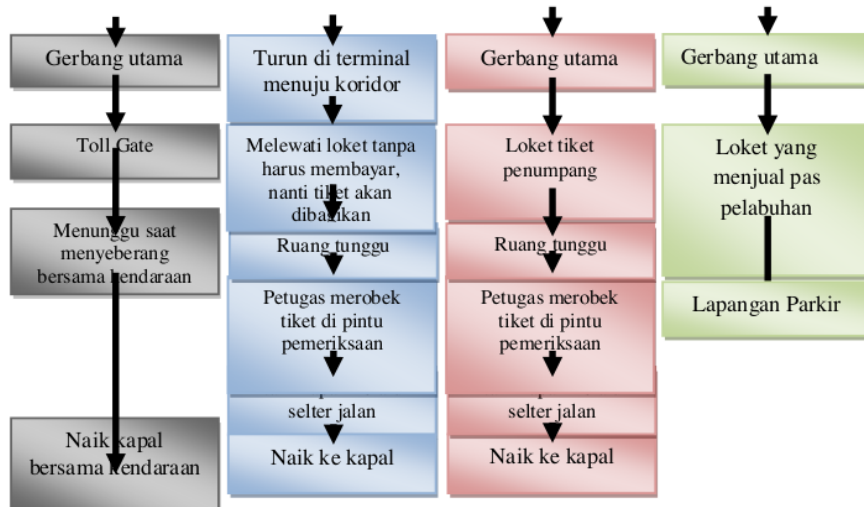 Gerbang utama
Toll Gate
Menunggu saat
menyeberang
bersama kendaraan
Naik kapal
bersama kendaraan
Turun di terminal
menuju koridor
Melewati loket tanpa
harus membayar,
nanti tiket akan
dibagikan
Ruang tunggu
Petugas merobek
tiket di pintu
pemeriksaan
selter jalan
Naik ke kapal
Gerbang utama
Loket tiket
penumpang
Ruang tunggu
Petugas merobek
tiket di pintu
pemeriksaan
selter jalan
Naik ke kapal
Gerbang utama
Loket yang
menjual pas
pelabuhan
Lapangan Parkir